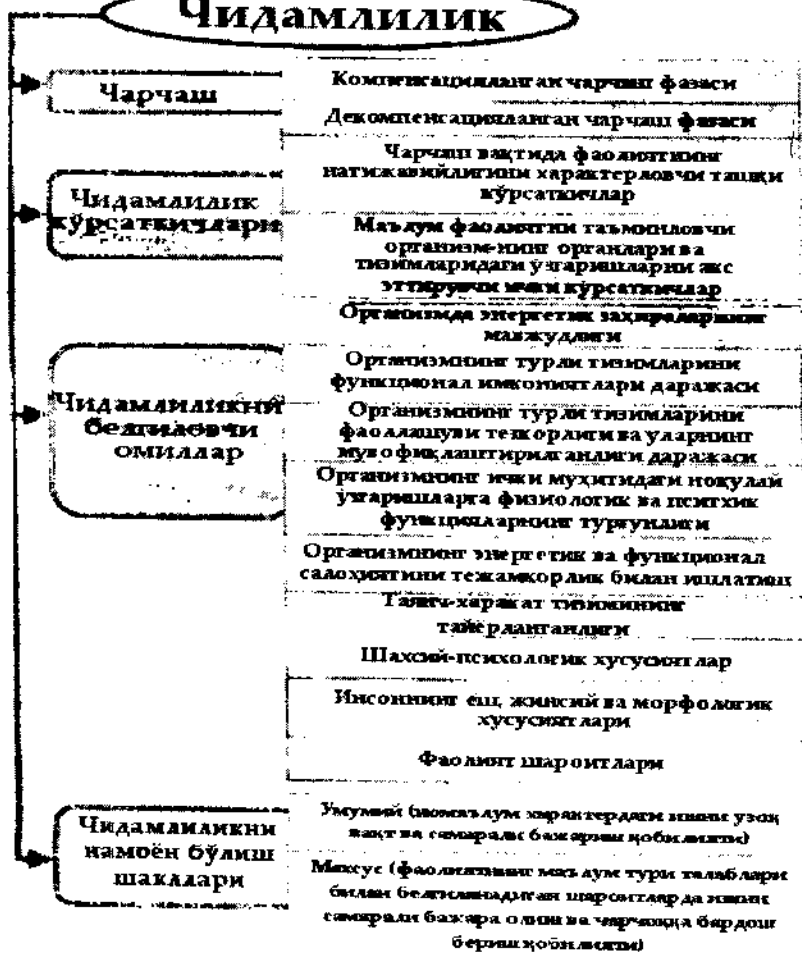 Чидамлилик
Чарчаш
Компенсацияланган чарчаш фазаси
Декомпенсацияланган чарчаш фазаси
Чидамлилик
кўрсаткичлари
Чарчаш вақтида фаолиятнинг
натижавийлигини характерловчи ташқи
кўрсаткичлар
Маълум фаолиятни таъминловчи
организм-нинг органлари ва
тизимларидаги ўзгаришларни акс
эттирувчи ички кўрсаткичлар
Чидамлиликни
белгиловчи
омиллар
Организмда энергетик заҳираларнинг
мавжудлиги
Организмнинг турли тизимларини
функционал имкониятлари даражаси
Организмнинг турли тизимларини
фаоллашуви тезкорлиги ва уларнинг
мувофиқлаштирилганлиги даражаси
Организмнинг ички муҳитидаги ноқулай
ўзгаришларга физиологик ва психик
функцияларнинг турғунлиги
Организмнинг энергетик ва функционал
салоҳиятини тежамкорлик билан ишлатиш
Таянч-ҳаракат тизимининг
тайёрланганлиги
Шахсий-психологик хусусиятлар
Инсоннинг ёш, жинсий ва морфологик
хусусиятлари
Фаолият шароитлари
Чидамлиликни
намоён бўлиш
шакллари
Умумий (номаълум характердаги ишни узоқ
вақт ва самарали бажариш қобилияти)
Махсус (фаолиятнинг маълум тури талаблари
билан белгиланадиган шароитларда ишни
самарали бажара олиш ва чарчоққа бардош
бериш қобилияти)